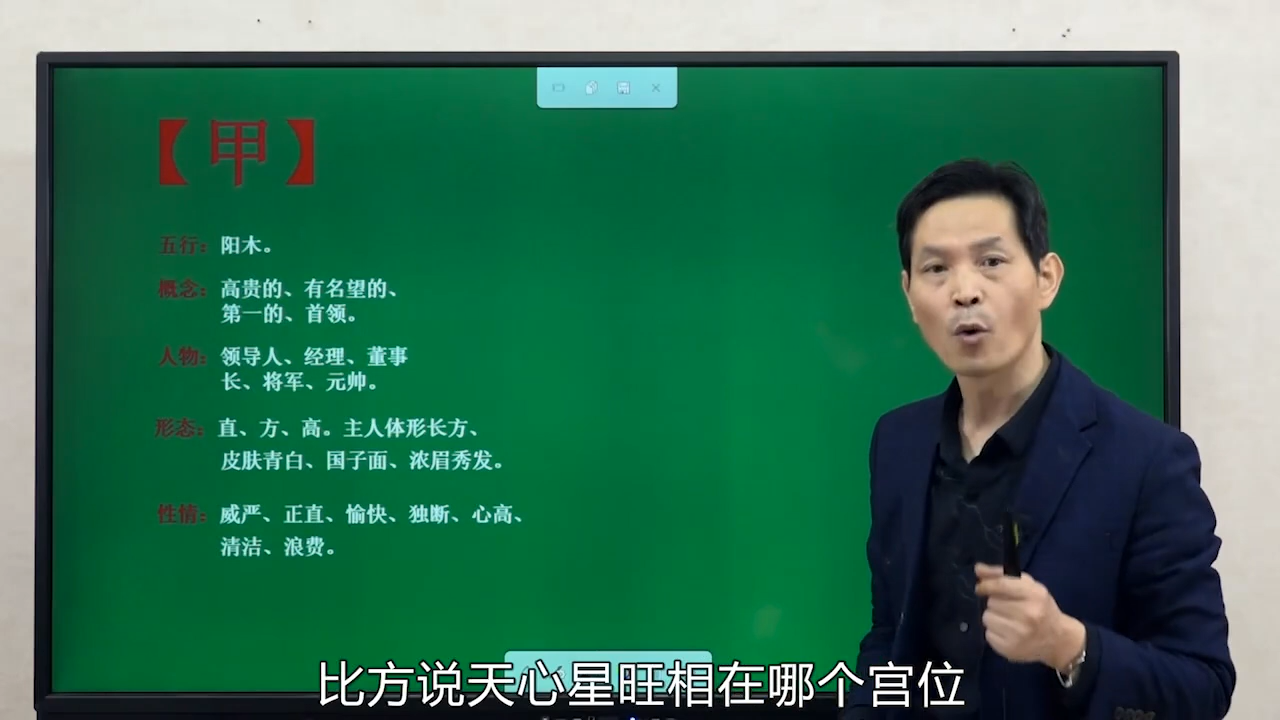 【甲】
五行：阳木。
概念：高贵的、有名望的、
第一的、首领。
人物：领导人、经理、董事
长、将军、元帅。
形态：直、方、高。主人体形长方、
皮肤青白、国子面、浓眉秀发。
性情：威严、正直、愉快、独断、心高、
清洁、浪费。
比方说天心星旺相在哪个宫位